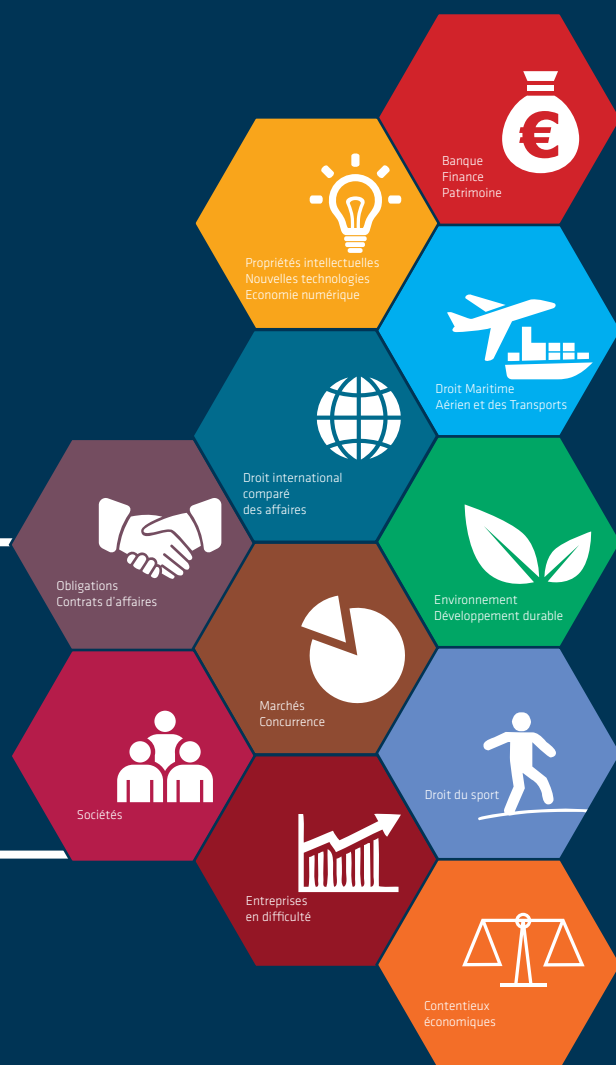 Banque
Finance
Patrimoine
Propriétés intellectuelles
Nouvelles technologies
Economie numérique
Droit Maritime
Aérien et des Transports
Droit international
comparé
des affaires
Obligations
Contrats d'affaires
Environnement
Développement durable
Marchés
Concurrence
Droit du sport
Sociétés
Entreprises
en difficulté
Contentieux
économiques